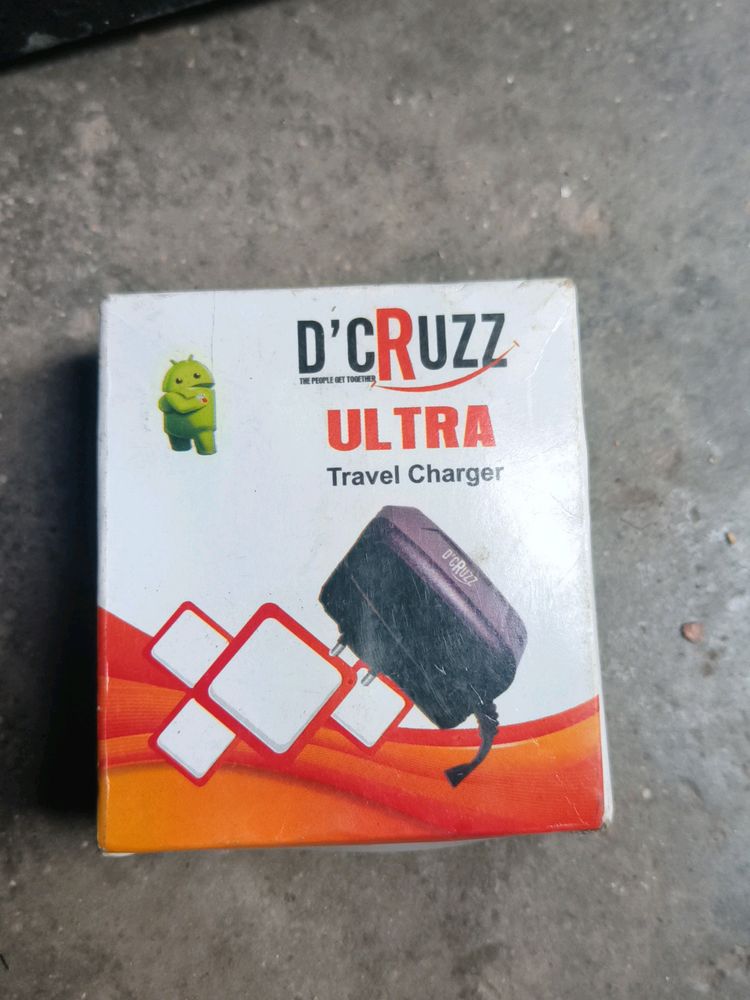 D'CRUZZ
THE PEOPLE GET TOGETHER
ULTRA
Travel Charger
D'CRUZZ